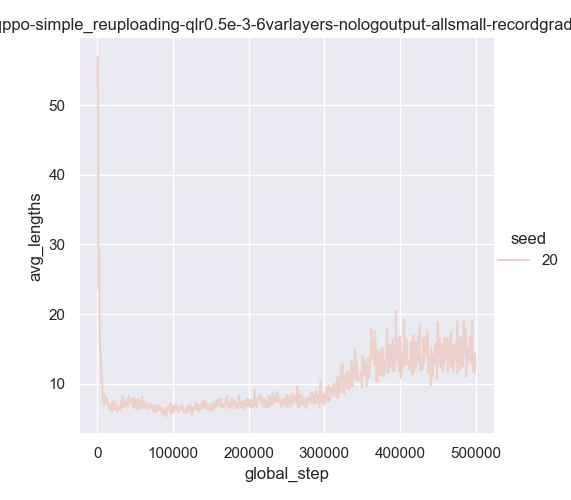 qppo-simple_reuploading-qlr0.5e-3-6varlayers-nologoutput-allsmall-recordgrad
50
40
30
20
10
avg_lengths
0 100000 200000 300000 400000 500000
global_step
seed
20